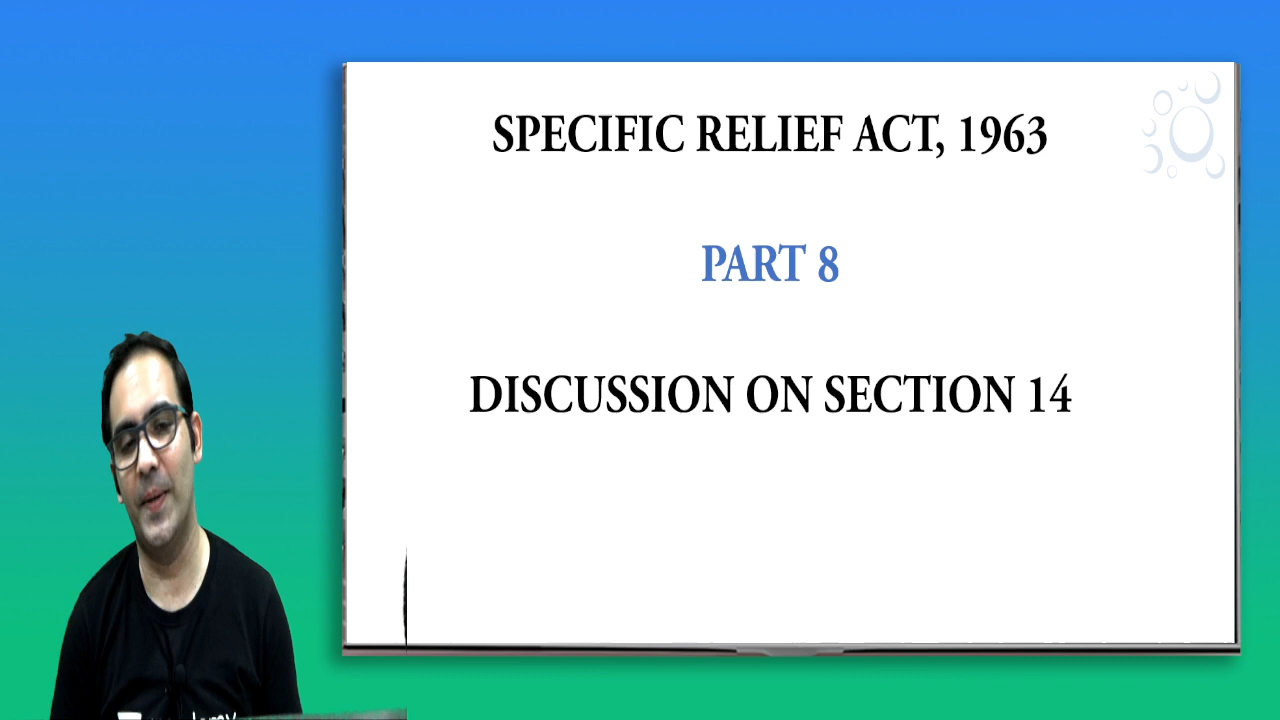 SPECIFIC RELIEF ACT, 1963
PART 8
DISCUSSION ON SECTION 14